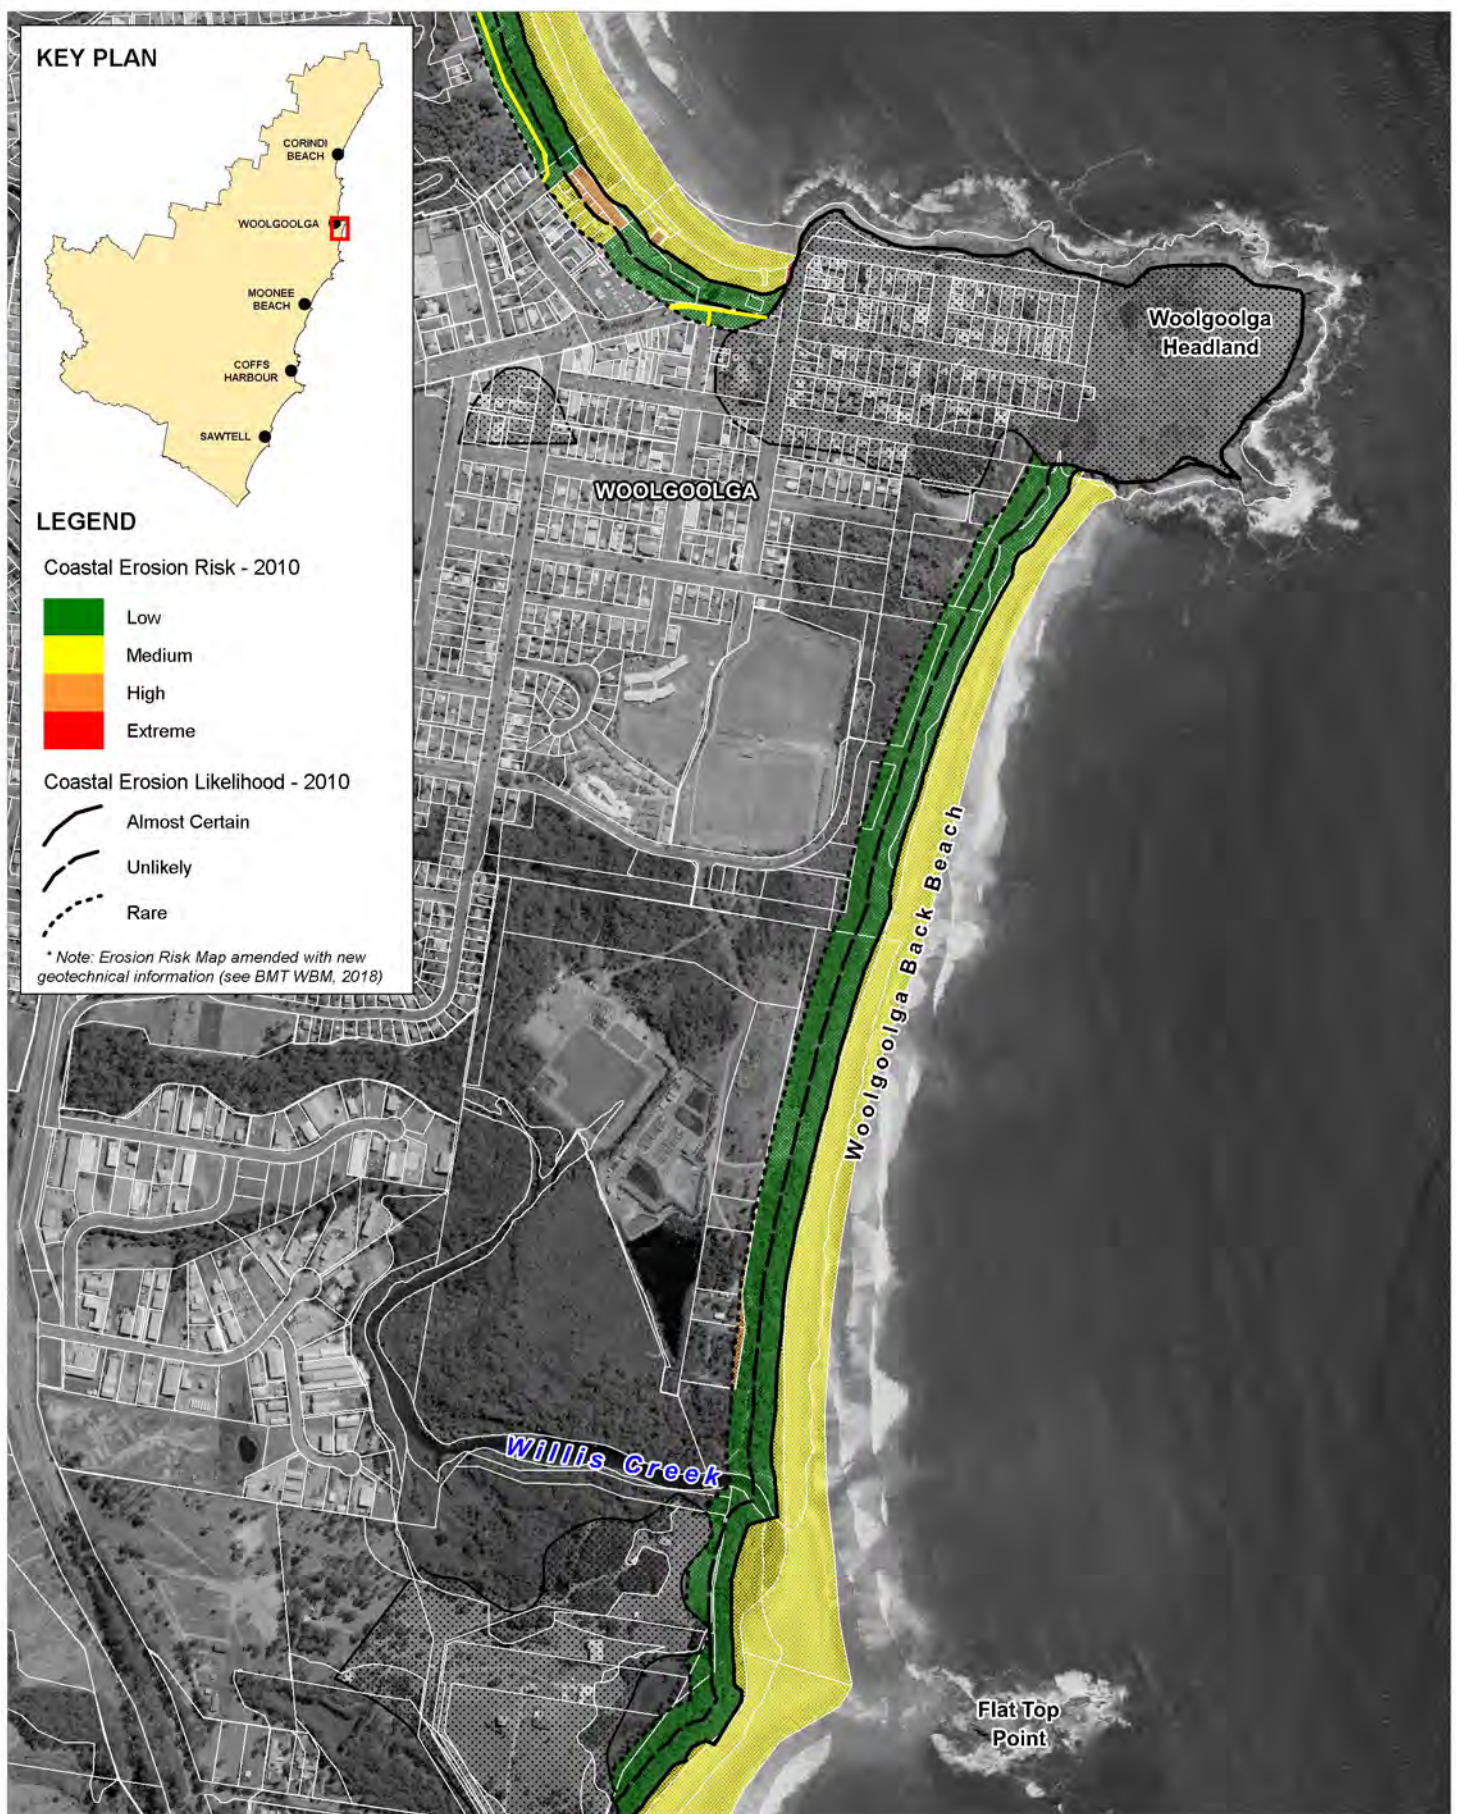 KEY PLAN
CORINDI
BEACH
WOOLGOOLGA
MOONEE
BEACH
COFFS
HARBOUR
SAWTELL
LEGEND
Coastal Erosion Risk - 2010
Low
Medium
High
Extreme
Coastal Erosion Likelihood - 2010
Almost Certain
Unlikely
Rare
* Note: Erosion Risk Map amended with new
geotechnical information (see BMT WBM, 2018)
Woolgoolga
Headland
WOOLGOOLGA
Woolgoolga Back Beach
Willis Creek
Flat Top
Point